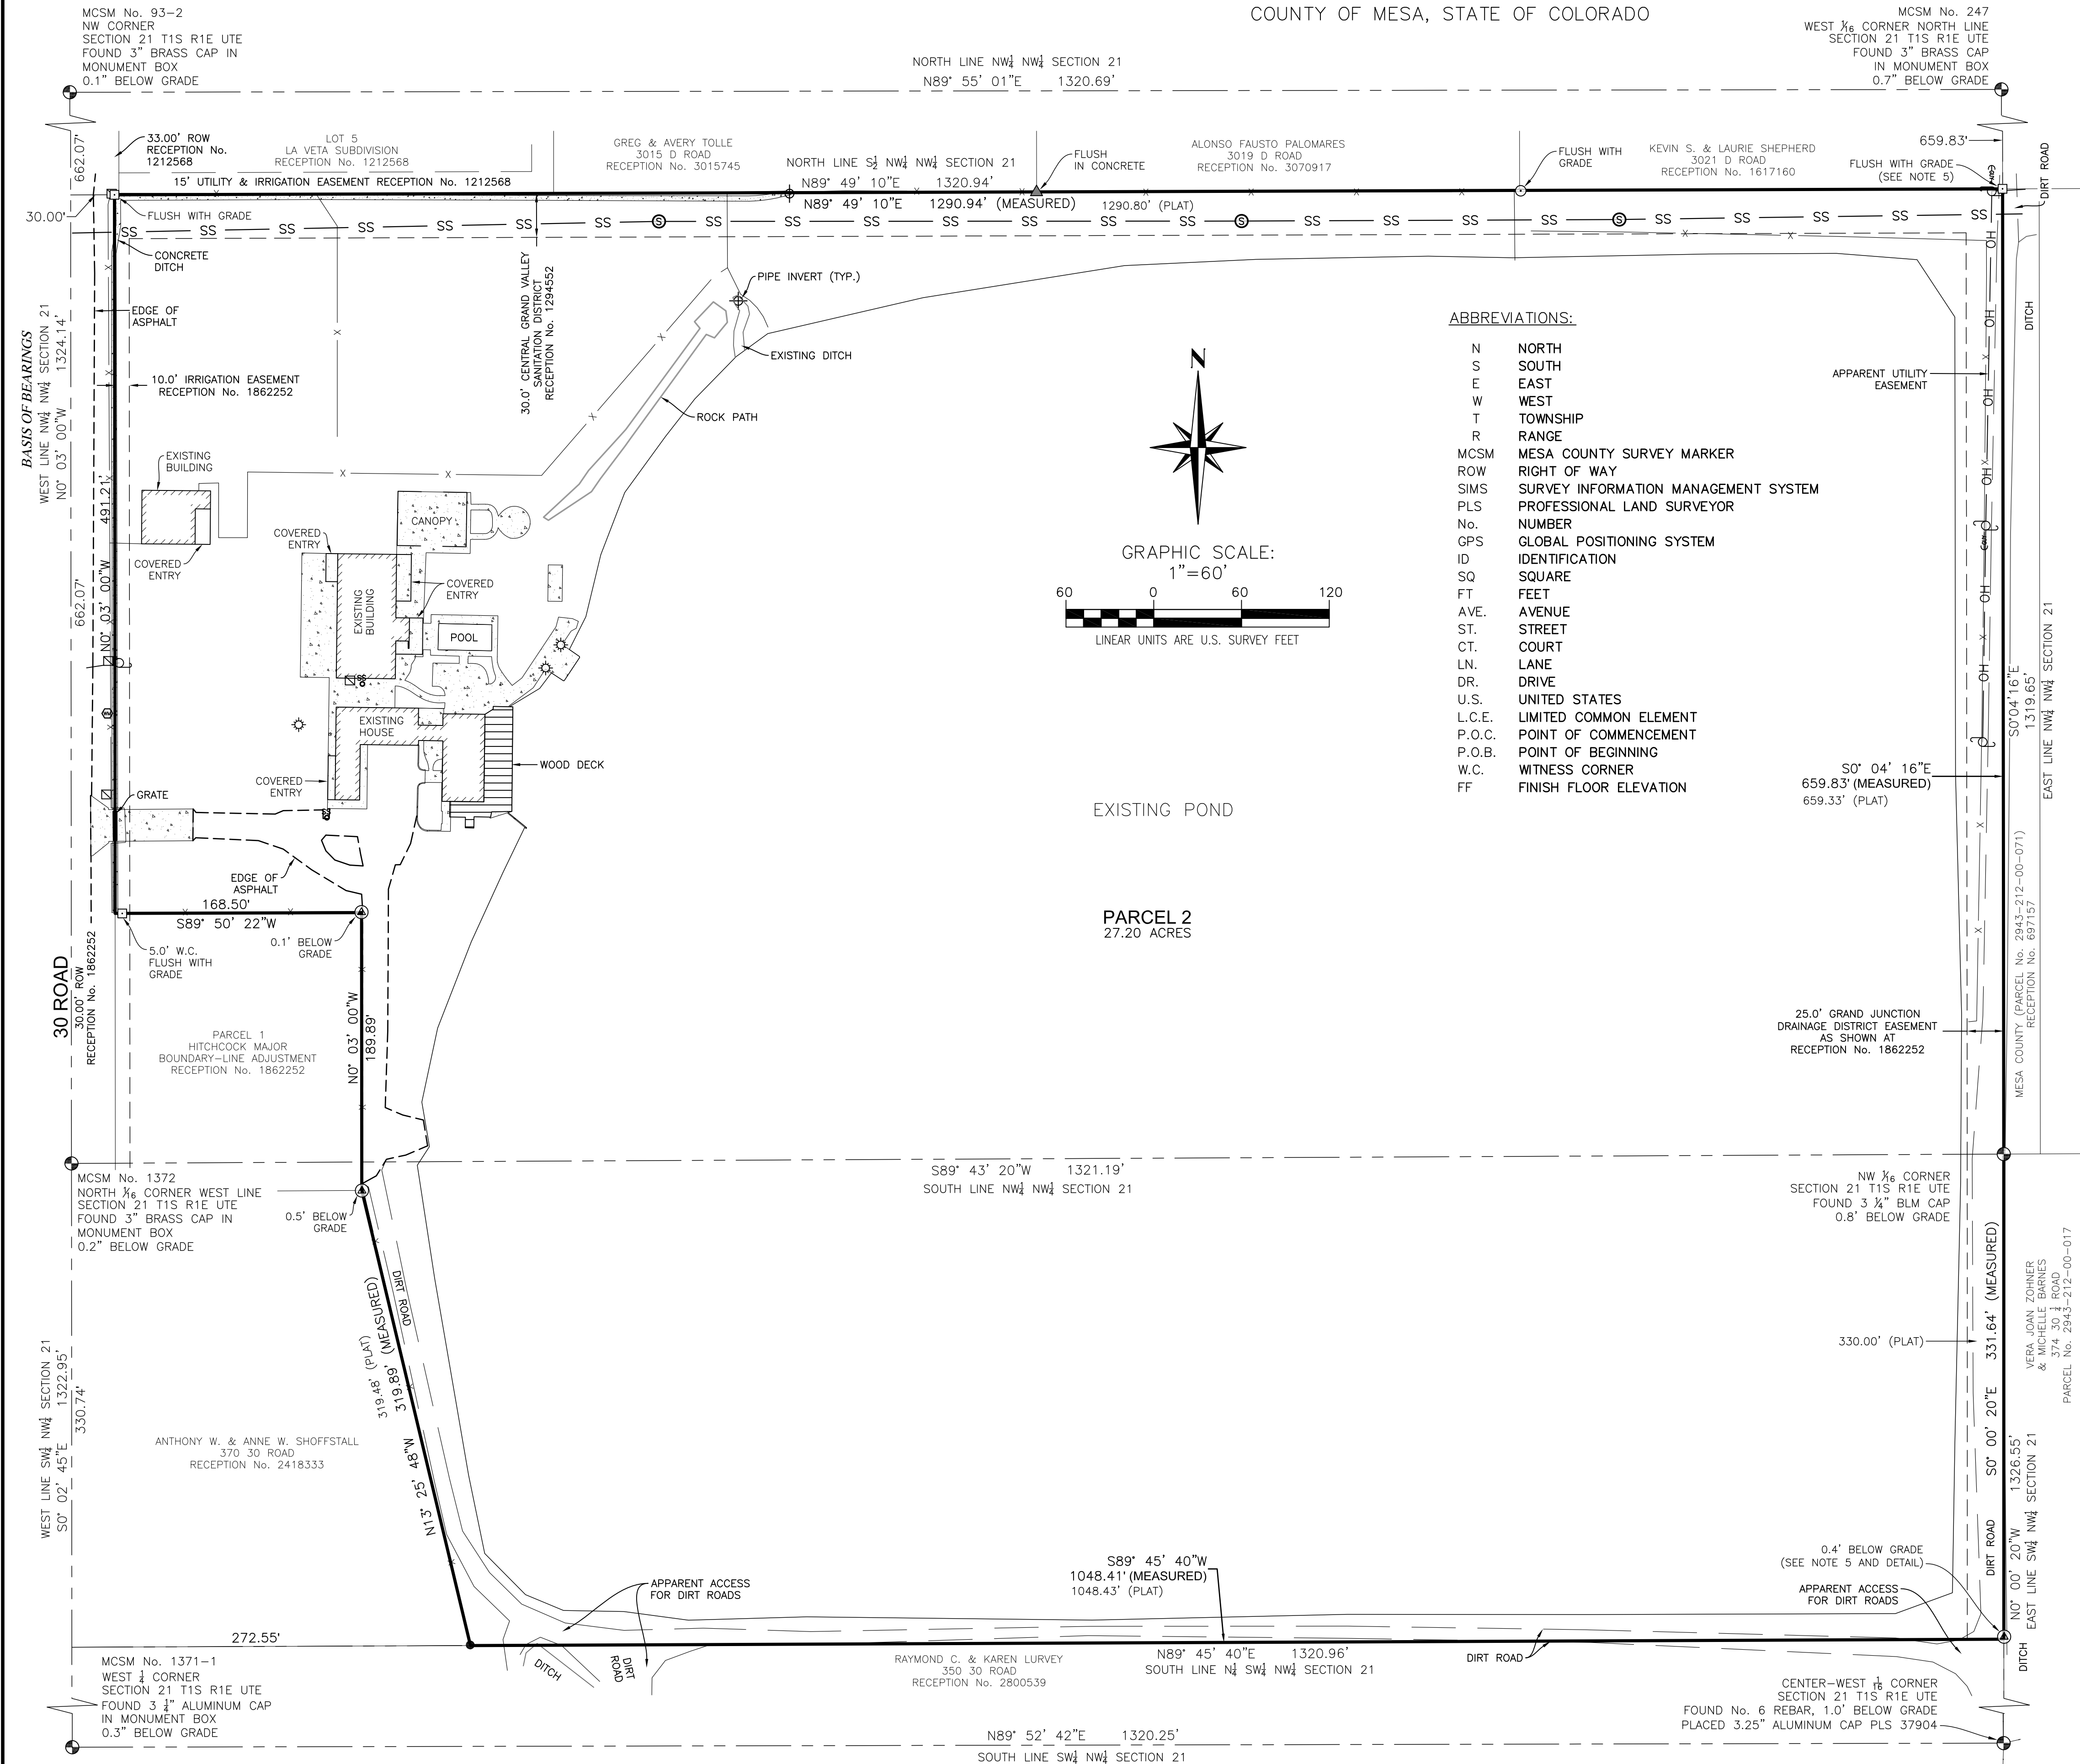 COUNTY OF MESA, STATE OF COLORADO
MCSM No. 93-2
NW CORNER
SECTION 21 T1S R1E UTE
FOUND 3" BRASS CAP IN
MONUMENT BOX
0.1" BELOW GRADE
NORTH LINE NW¼ NW¼ SECTION 21
N89° 55' 01"E 1320.69'
MCSM No. 247
WEST 1⁄16 CORNER NORTH LINE
SECTION 21 T1S R1E UTE
FOUND 3" BRASS CAP
IN MONUMENT BOX
0.7" BELOW GRADE
662.07'
33.00' ROW
RECEPTION No.
1212568
LOT 5
LA VETA SUBDIVISION
RECEPTION No. 1212568
15' UTILITY & IRRIGATION EASEMENT RECEPTION No. 1212568
GREG & AVERY TOLLE
3015 D ROAD
RECEPTION No. 3015745
NORTH LINE S½ NW¼ NW¼ SECTION 21
N89° 49' 10"E 1320.94'
N89° 49' 10"E 1290.94' (MEASURED)
1290.80' (PLAT)
FLUSH
IN CONCRETE
ALONSO FAUSTO PALOMARES
3019 D ROAD
RECEPTION No. 3070917
FLUSH WITH
GRADE
KEVIN S. & LAURIE SHEPHERD
3021 D ROAD
RECEPTION No. 1617160
659.83'
FLUSH WITH GRADE
(SEE NOTE 5)
DIRT ROAD
30.00'
FLUSH WITH GRADE
SS SS SS SS SS SS SS S SS SS SS SS SS SS SS S SS SS SS SS S SS SS SS SS SS
CONCRETE
DITCH
EDGE OF
ASPHALT
10.0' IRRIGATION EASEMENT
RECEPTION No. 1862252
30.0' CENTRAL GRAND VALLEY
SANITATION DISTRICT
RECEPTION No. 1294552
PIPE INVERT (TYP.)
EXISTING DITCH
ROCK PATH
BASIS OF BEARINGS
WEST LINE NW¼ NW¼ SECTION 21
N0° 03' 00"W 1324.14'
662.07'
N0° 03' 00"W 491.21'
EXISTING
BUILDING
COVERED
ENTRY
COVERED
ENTRY
CANOPY
COVERED
ENTRY
EXISTING
BUILDING
POOL
EXISTING
HOUSE
COVERED
ENTRY
WOOD DECK
GRATE
EDGE OF
ASPHALT
N
GRAPHIC SCALE:
1"=60'
60 0 60 120
LINEAR UNITS ARE U.S. SURVEY FEET
ABBREVIATIONS:
N NORTH
S SOUTH
E EAST
W WEST
T TOWNSHIP
R RANGE
MCSM MESA COUNTY SURVEY MARKER
ROW RIGHT OF WAY
SIMS SURVEY INFORMATION MANAGEMENT SYSTEM
PLS PROFESSIONAL LAND SURVEYOR
No. NUMBER
GPS GLOBAL POSITIONING SYSTEM
ID IDENTIFICATION
SQ SQUARE
FT FEET
AVE. AVENUE
ST. STREET
CT. COURT
LN. LANE
DR. DRIVE
U.S. UNITED STATES
L.C.E. LIMITED COMMON ELEMENT
P.O.C. POINT OF COMMENCEMENT
P.O.B. POINT OF BEGINNING
W.C. WITNESS CORNER
FF FINISH FLOOR ELEVATION
APPARENT UTILITY
EASEMENT
OH OH OH OH OH OH
DITCH
S0° 04' 16"E
659.83' (MEASURED)
659.33' (PLAT)
S0°04'16"E
1319.65'
EAST LINE NW¼ NW¼ SECTION 21
EXISTING POND
PARCEL 2
27.20 ACRES
168.50'
S89° 50' 22"W
0.1' BELOW
GRADE
5.0' W.C.
FLUSH WITH
GRADE
30 ROAD
30.00' ROW
RECEPTION No. 1862252
PARCEL 1
HITCHCOCK MAJOR
BOUNDARY-LINE ADJUSTMENT
RECEPTION No. 1862252
N0° 03' 00"W
189.89'
25.0' GRAND JUNCTION
DRAINAGE DISTRICT EASEMENT
AS SHOWN AT
RECEPTION No. 1862252
MESA COUNTY (PARCEL No. 2943-212-00-071)
RECEPTION No. 697157
MCSM No. 1372
NORTH 1⁄16 CORNER WEST LINE
SECTION 21 T1S R1E UTE
FOUND 3" BRASS CAP IN
MONUMENT BOX
0.2" BELOW GRADE
0.5' BELOW
GRADE
S89° 43' 20"W 1321.19'
SOUTH LINE NW¼ NW¼ SECTION 21
NW 1⁄16 CORNER
SECTION 21 T1S R1E UTE
FOUND 3 ¼" BLM CAP
0.8' BELOW GRADE
DIRT ROAD
319.48' (PLAT)
319.89' (MEASURED)
N13° 25' 48"W
WEST LINE SW¼ NW¼ SECTION 21
S0° 02' 45"E 1322.95'
330.74'
ANTHONY W. & ANNE W. SHOFFSTALL
370 30 ROAD
RECEPTION No. 2418333
330.00' (PLAT)
S0° 00' 20"E 331.64' (MEASURED)
DIRT ROAD
VERA JOAN ZOHNER
& MICHELLE BARNES
374 30 ¼ ROAD
PARCEL No. 2943-212-00-017
N0° 00' 20"W 1326.55'
EAST LINE SW¼ NW¼ SECTION 21
0.4' BELOW GRADE
(SEE NOTE 5 AND DETAIL)
APPARENT ACCESS
FOR DIRT ROADS
S89° 45' 40"W
1048.41' (MEASURED)
1048.43' (PLAT)
APPARENT ACCESS
FOR DIRT ROADS
272.55'
DITCH
DIRT
ROAD
RAYMOND C. & KAREN LURVEY
350 30 ROAD
RECEPTION No. 2800539
N89° 45' 40"E 1320.96'
SOUTH LINE N¼ SW¼ NW¼ SECTION 21
DIRT ROAD
DITCH
MCSM No. 1371-1
WEST ¼ CORNER
SECTION 21 T1S R1E UTE
FOUND 3 ¼" ALUMINUM CAP
IN MONUMENT BOX
0.3" BELOW GRADE
CENTER-WEST 1⁄16 CORNER
SECTION 21 T1S R1E UTE
FOUND No. 6 REBAR, 1.0' BELOW GRADE
PLACED 3.25" ALUMINUM CAP PLS 37904
N89° 52' 42"E 1320.25'
SOUTH LINE SW¼ NW¼ SECTION 21